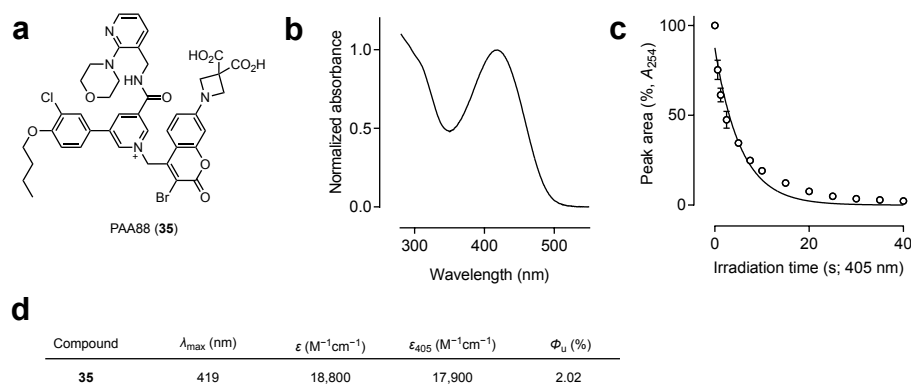 a
N
N
O
HN
O
Cl
O
N
+
HO₂C
CO₂H
N
O
O
Br
PAA88 (35)
b
Normalized absorbance
1.0
0.5
0.0
300
400
500
Wavelength (nm)
c
Peak area (%, A₂₅₄)
100
50
0
0
20
40
Irradiation time (s; 405 nm)
d
Compound λmax (nm) ε (M⁻¹cm⁻¹) ε₄₀₅ (M⁻¹cm⁻¹) Φᵤ (%)
35 419 18,800 17,900 2.02